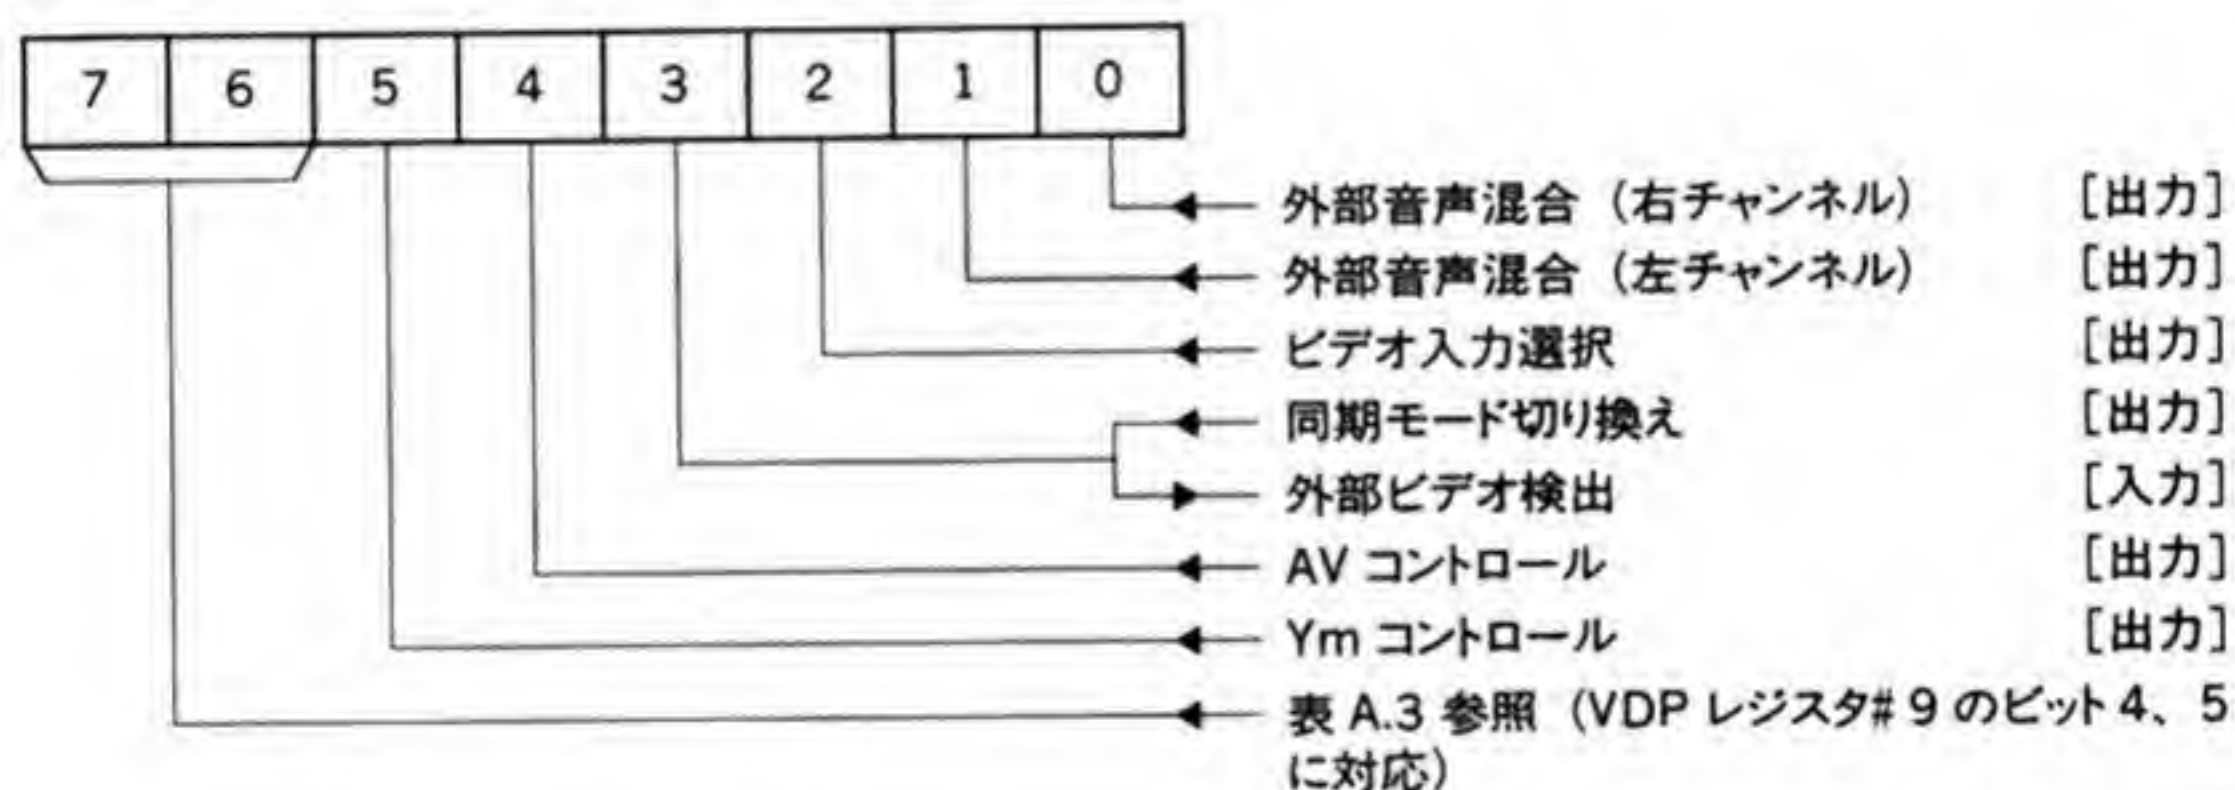 7 6 5 4 3 2 1 0
外部音声混合（右チャンネル） [出力]
外部音声混合（左チャンネル） [出力]
ビデオ入力選択 [出力]
同期モード切り換え [出力]
外部ビデオ検出 [入力]
AV コントロール [出力]
Ym コントロール [出力]
表 A.3 参照（VDP レジスタ# 9 のビット 4、5
に対応）